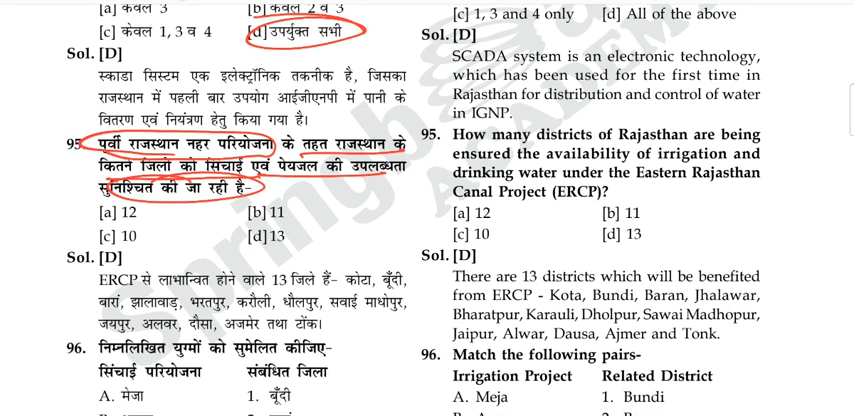 [a] केवल 3 [b] केवल 2 व 3
[c] केवल 1, 3 व 4 [d] उपर्युक्त सभी
Sol. [D]
स्काडा सिस्टम एक इलेक्ट्रॉनिक तकनीक है, जिसका
राजस्थान में पहली बार उपयोग आईजीएनपी में पानी के
वितरण एवं नियंत्रण हेतु किया गया है।
95 पूर्वी राजस्थान नहर परियोजना के तहत राजस्थान के
कितने जिलों को सिंचाई एवं पेयजल की उपलब्धता
सुनिश्चित की जा रही है-
[a] 12 [b] 11
[c] 10 [d] 13
Sol. [D]
ERCP से लाभान्वित होने वाले 13 जिले हैं- कोटा, बूँदी,
बारां, झालावाड़, भरतपुर, करौली, धौलपुर, सवाई माधोपुर,
जयपुर, अलवर, दौसा, अजमेर तथा टोंक।
96. निम्नलिखित युग्मों को सुमेलित कीजिए-
सिंचाई परियोजना संबंधित जिला
A. मेजा 1. बूँदी
[c] 1, 3 and 4 only [d] All of the above
Sol. [D]
SCADA system is an electronic technology,
which has been used for the first time in
Rajasthan for distribution and control of water
in IGNP.
95. How many districts of Rajasthan are being
ensured the availability of irrigation and
drinking water under the Eastern Rajasthan
Canal Project (ERCP)?
[a] 12 [b] 11
[c] 10 [d] 13
Sol. [D]
There are 13 districts which will be benefited
from ERCP - Kota, Bundi, Baran, Jhalawar,
Bharatpur, Karauli, Dholpur, Sawai Madhopur,
Jaipur, Alwar, Dausa, Ajmer and Tonk.
96. Match the following pairs-
Irrigation Project Related District
A. Meja 1. Bundi